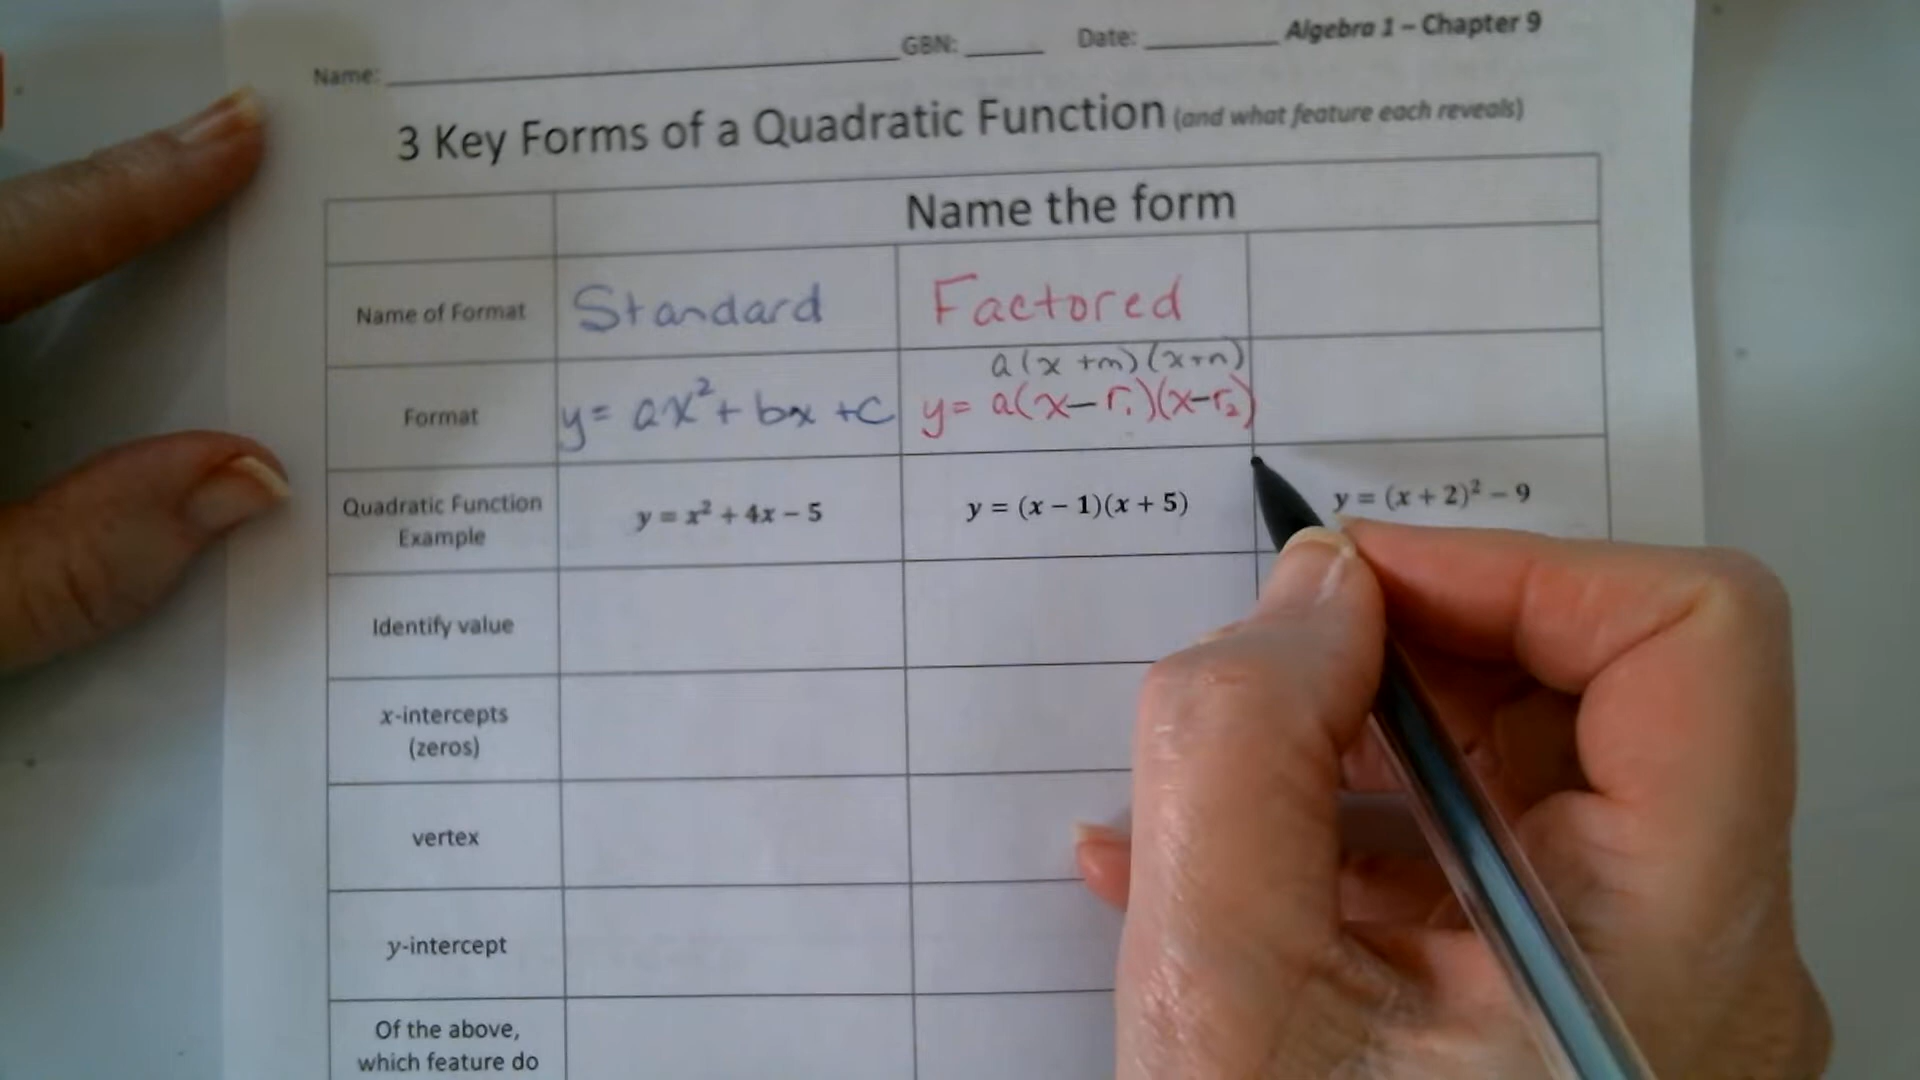 Name: GBN: Date: Algebra 1 – Chapter 9
3 Key Forms of a Quadratic Function (and what feature each reveals)
Name the form
Name of Format Standard Factored
a(x +m)(x+n)
Format y = ax² + bx + c y = a(x – r₁)(x – r₂)
Quadratic Function Example y = x² + 4x – 5 y = (x – 1)(x + 5) y = (x + 2)² – 9
Identify value
x-intercepts
(zeros)
vertex
y-intercept
Of the above,
which feature do